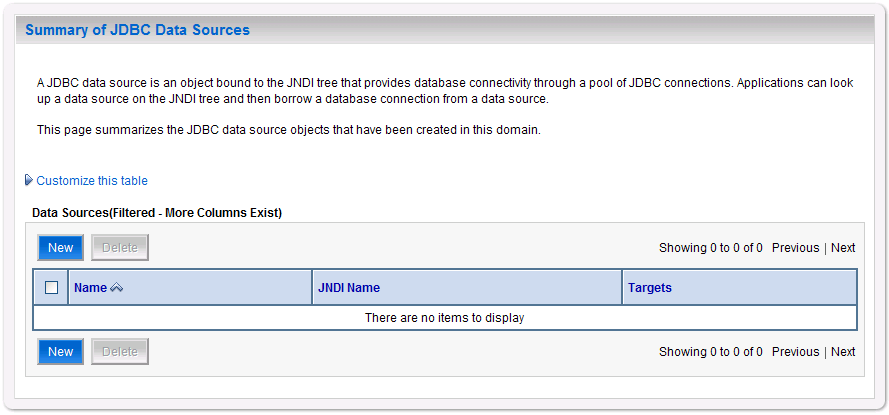 Summary of JDBC Data Sources
A JDBC data source is an object bound to the JNDI tree that provides database connectivity through a pool of JDBC connections. Applications can look
up a data source on the JNDI tree and then borrow a database connection from a data source.
This page summarizes the JDBC data source objects that have been created in this domain.
Customize this table
Data Sources(Filtered - More Columns Exist)
New Delete Showing 0 to 0 of 0 Previous | Next
Name JNDI Name Targets
There are no items to display
New Delete Showing 0 to 0 of 0 Previous | Next